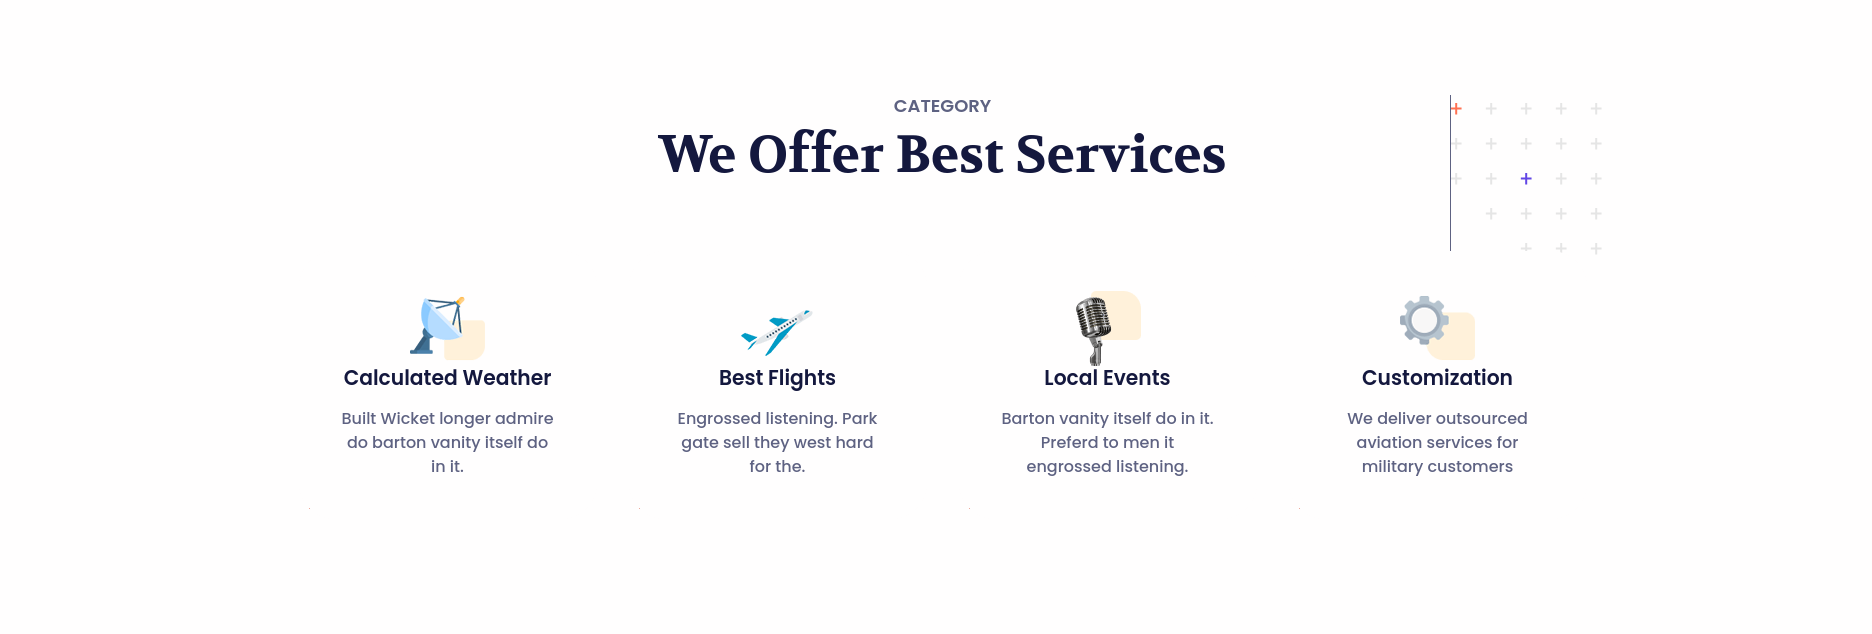 CATEGORY
We Offer Best Services
Calculated Weather
Built Wicket longer admire
do barton vanity itself do
in it.
Best Flights
Engrossed listening. Park
gate sell they west hard
for the.
Local Events
Barton vanity itself do in it.
Preferd to men it
engrossed listening.
Customization
We deliver outsourced
aviation services for
military customers